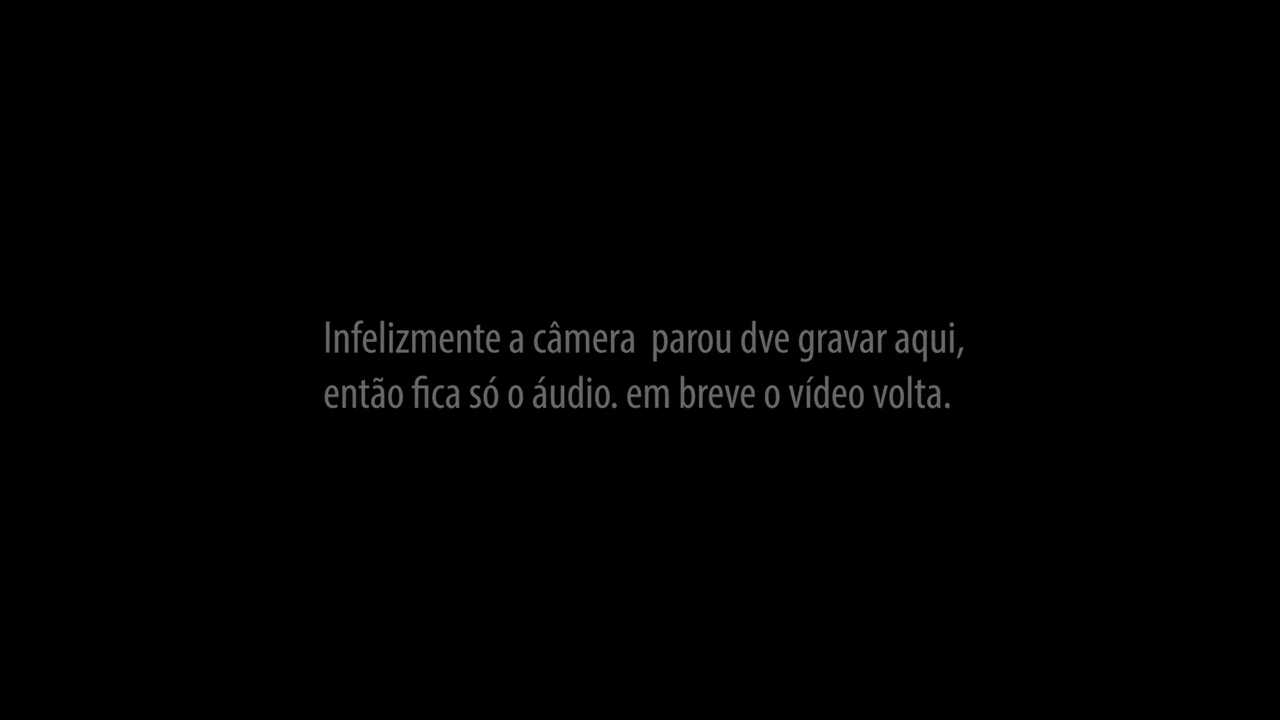 Infelizmente a câmera  parou dve gravar aqui,
então fica só o áudio. em breve o vídeo volta.